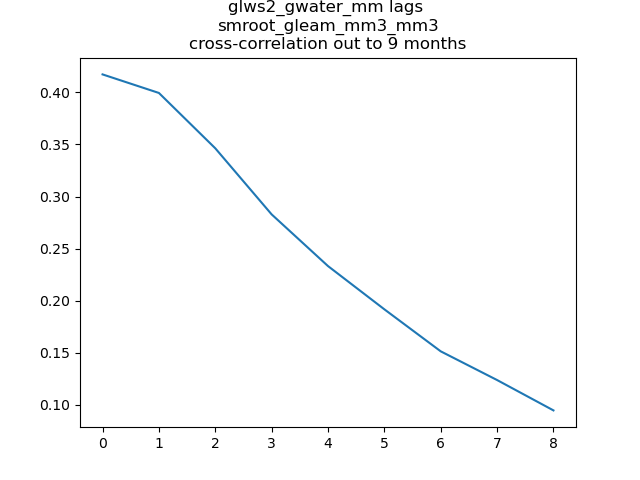 glws2_gwater_mm lags
smroot_gleam_mm3_mm3
cross-correlation out to 9 months
0.40
0.35
0.30
0.25
0.20
0.15
0.10
0 1 2 3 4 5 6 7 8